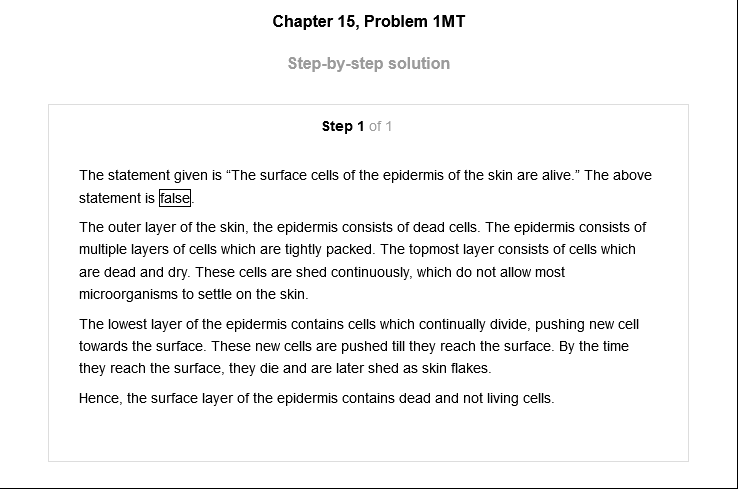 Chapter 15, Problem 1MT
Step-by-step solution
Step 1 of 1
The statement given is “The surface cells of the epidermis of the skin are alive.” The above
statement is false.
The outer layer of the skin, the epidermis consists of dead cells. The epidermis consists of
multiple layers of cells which are tightly packed. The topmost layer consists of cells which
are dead and dry. These cells are shed continuously, which do not allow most
microorganisms to settle on the skin.
The lowest layer of the epidermis contains cells which continually divide, pushing new cell
towards the surface. These new cells are pushed till they reach the surface. By the time
they reach the surface, they die and are later shed as skin flakes.
Hence, the surface layer of the epidermis contains dead and not living cells.